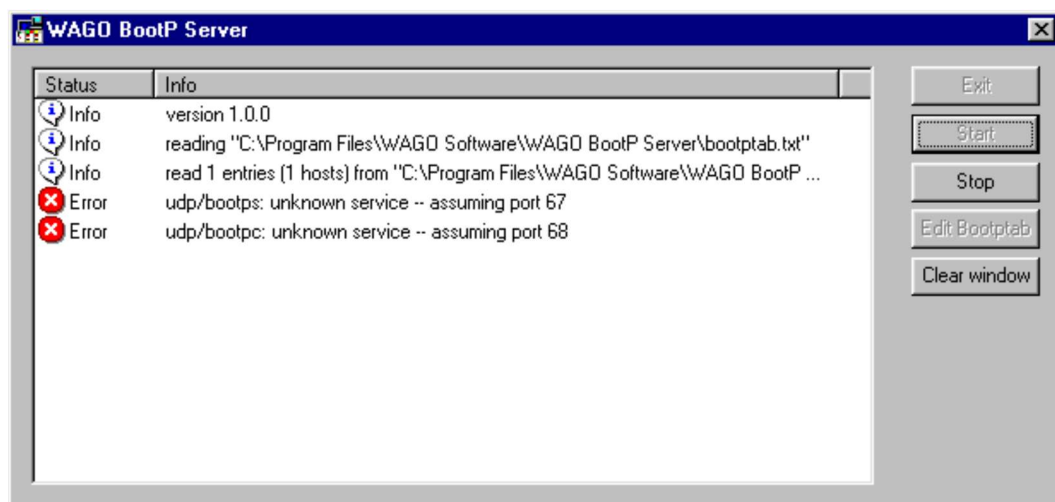 WAGO BootP Server
Status Info
Info version 1.0.0
Info reading "C:\Program Files\WAGO Software\WAGO BootP Server\bootptab.txt"
Info read 1 entries (1 hosts) from "C:\Program Files\WAGO Software\WAGO BootP ...
Error udp/bootps: unknown service -- assuming port 67
Error udp/bootpc: unknown service -- assuming port 68
Exit
Start
Stop
Edit Bootptab
Clear window